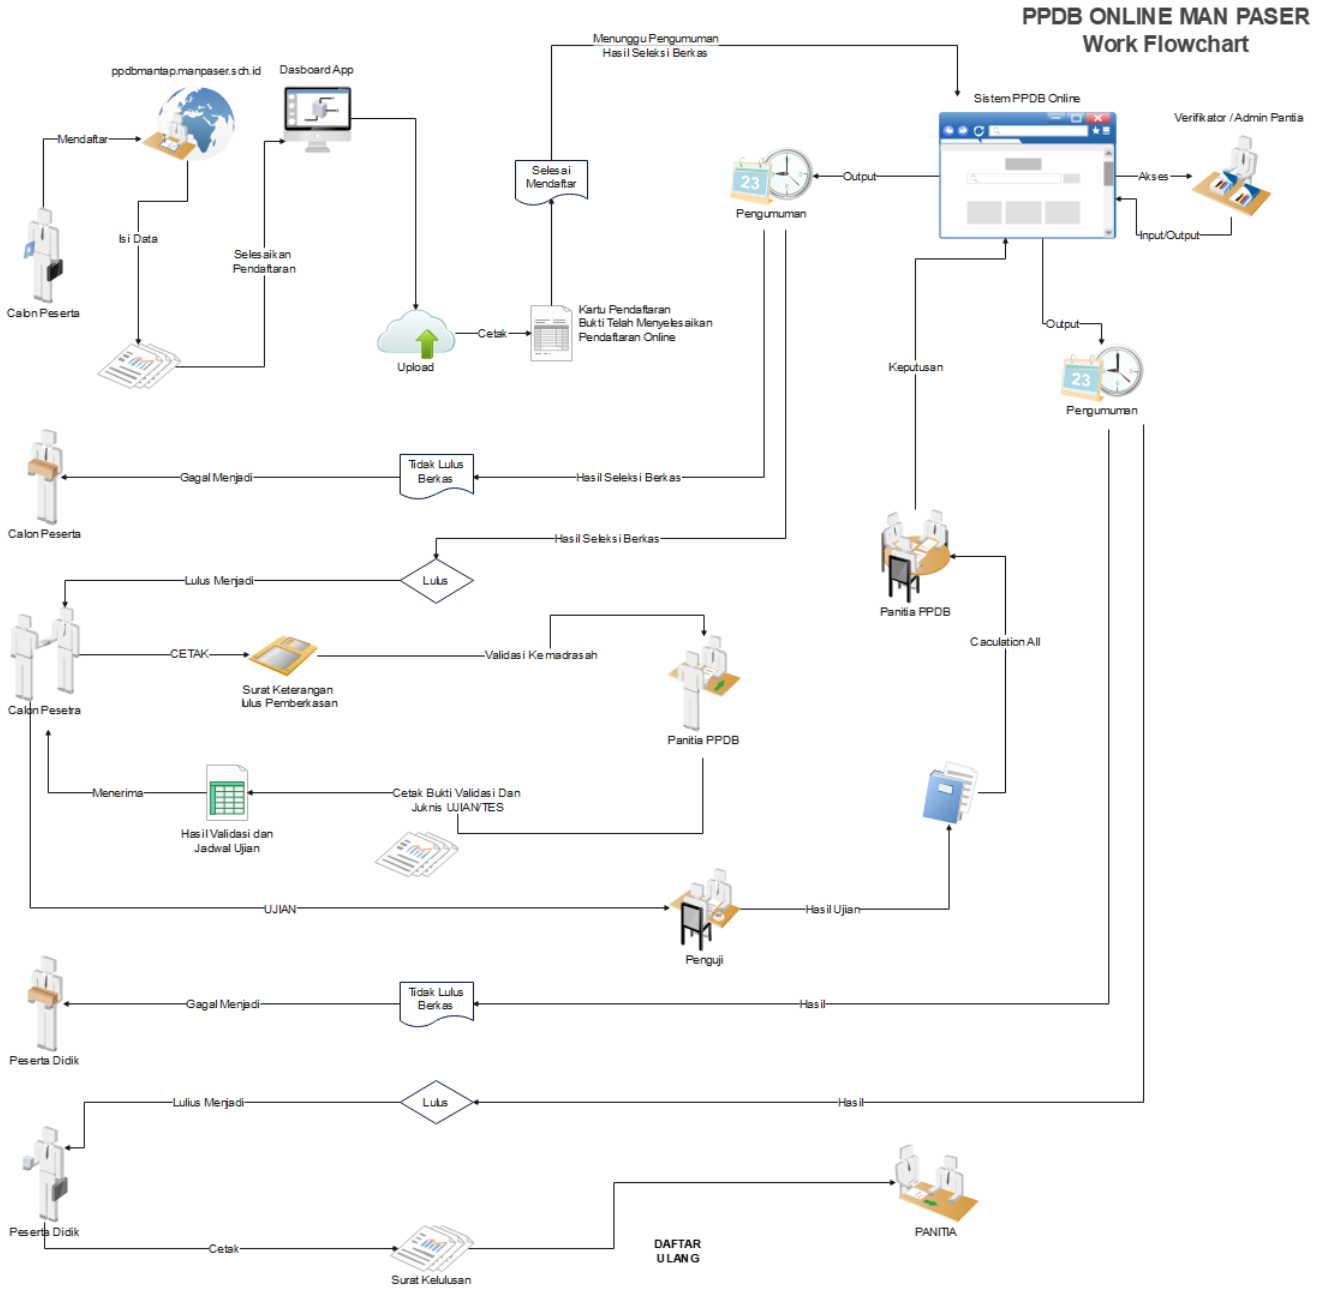 PPDB ONLINE MAN PASER
Work Flowchart
Menunggu Pengumuman
Hasil Seleksi Berkas
ppdbmantap.manpaser.sch.id
Dasboard App
Sistem PPDB Online
Verifikator / Admin Pantia
Mendaftar
Selesai
Mendaftar
23
Output
Akses
Pengumuman
Input/Output
Isi Data
Selesaikan
Pendaftaran
Calon Peserta
Kartu Pendaftaran
Bukti Telah Menyelesaikan
Pendaftaran Online
Cetak
Upload
Output
Keputusan
23
Pengumuman
Tidak Lulus
Berkas
Gagal Menjadi
Hasil Seleksi Berkas
Calon Peserta
Hasil Seleksi Berkas
Lulus Menjadi
Lulus
Panitia PPDB
Caculation All
CETAK
Validasi Kemadrasah
Surat Keterangan
lulus Pemberkasan
Calon Pesetra
Panitia PPDB
Menerima
Cetak Bukti Validasi Dan
Juknis UJIAN/TES
Hasil Validasi dan
Jadwal Ujian
UJIAN
Hasil Ujian
Penguji
Tidak Lulus
Berkas
Gagal Menjadi
Hasil
Peserta Didik
Lulius Menjadi
Lulus
Hasil
Peserta Didik
PANITIA
Cetak
DAFTAR
ULANG
Surat Kelulusan